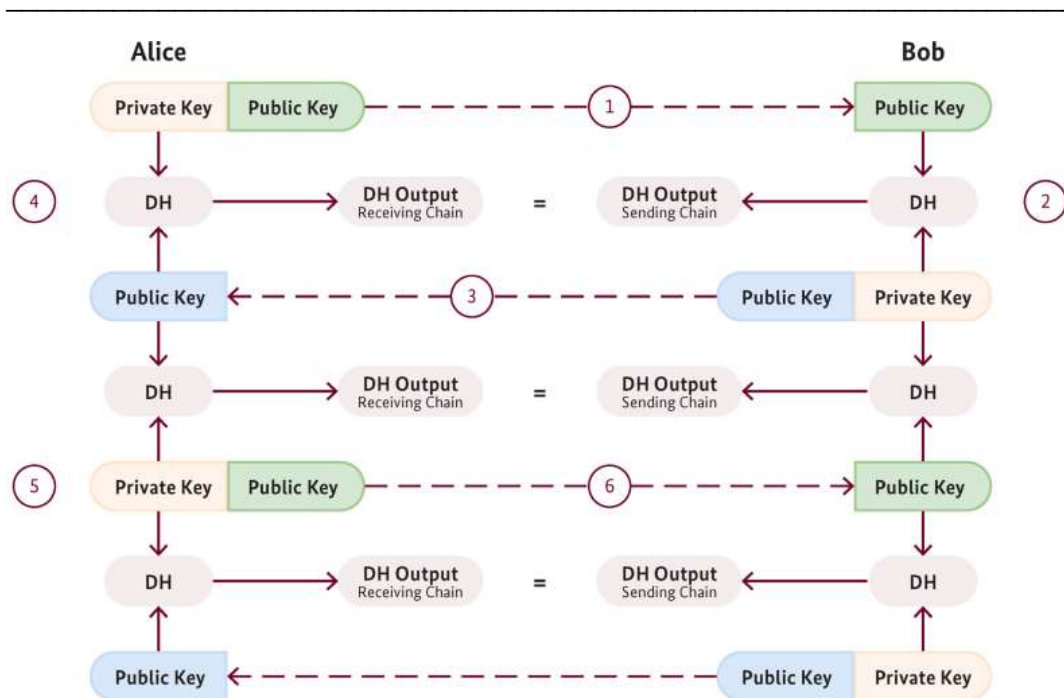 Alice Bob
Private Key Public Key 1 Public Key
4 DH DH Output = DH Output DH 2
Receiving Chain Sending Chain
Public Key 3 Public Key Private Key
DH DH Output = DH Output DH
Receiving Chain Sending Chain
5 Private Key Public Key 6 Public Key
DH DH Output = DH Output DH
Receiving Chain Sending Chain
Public Key Public Key Private Key